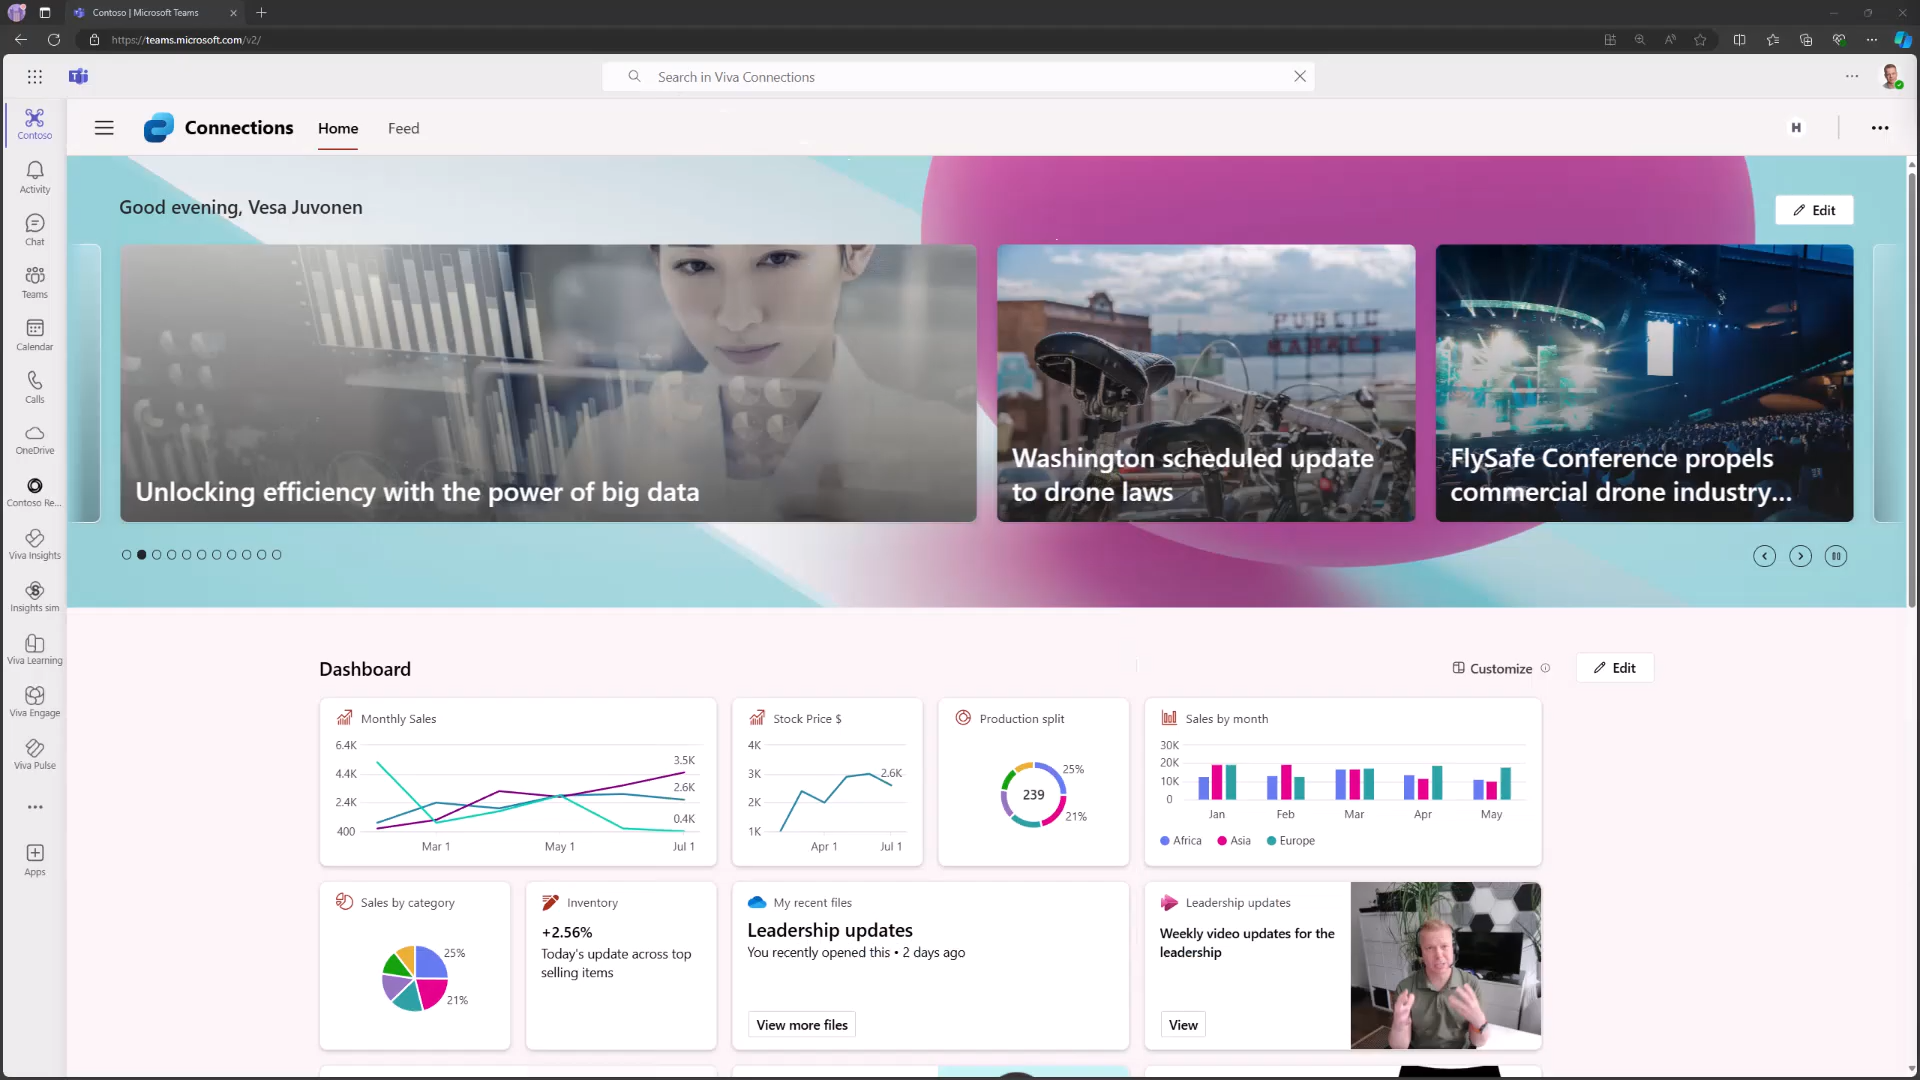 Contoso | Microsoft Teams
https://teams.microsoft.com/v2/
Search in Viva Connections
Contoso
Activity
Chat
Teams
Calendar
Calls
OneDrive
Contoso Re...
Viva Insights
Insights sim
Viva Learning
Viva Engage
Viva Pulse
Apps
Connections
Home
Feed
H
Good evening, Vesa Juvonen
Edit
Unlocking efficiency with the power of big data
PUBLIC
MARKET
Washington scheduled update
to drone laws
FlySafe Conference propels
commercial drone industry...
Dashboard
Customize
Edit
Monthly Sales
6.4K
4.4K
2.4K
400
3.5K
2.6K
0.4K
Mar 1
May 1
Jul 1
Stock Price $
4K
3K
2K
1K
2.6K
Apr 1
Jul 1
Production split
25%
239
21%
Sales by month
30K
20K
10K
0
Jan
Feb
Mar
Apr
May
Africa
Asia
Europe
Sales by category
25%
21%
Inventory
+2.56%
Today's update across top
selling items
My recent files
Leadership updates
You recently opened this • 2 days ago
View more files
Leadership updates
Weekly video updates for the
leadership
View